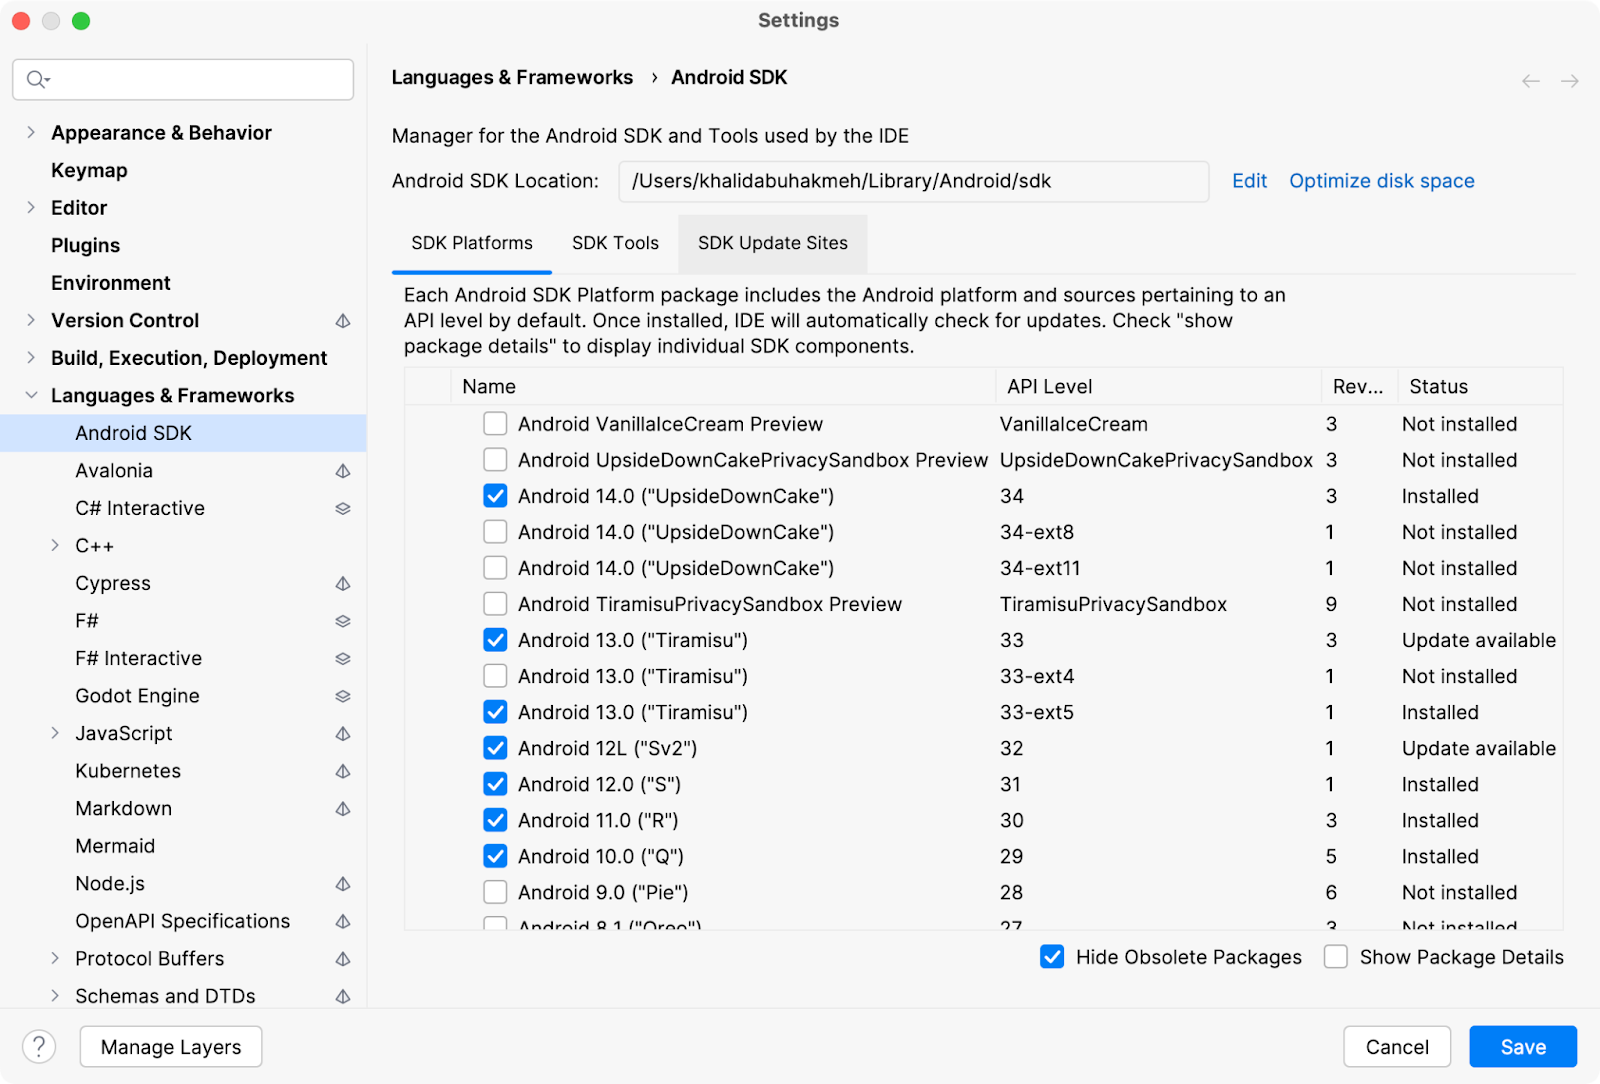 Settings
Languages & Frameworks › Android SDK
Appearance & Behavior
Keymap
Editor
Plugins
Environment
Version Control
Build, Execution, Deployment
Languages & Frameworks
Android SDK
Avalonia
C# Interactive
C++
Cypress
F#
F# Interactive
Godot Engine
JavaScript
Kubernetes
Markdown
Mermaid
Node.js
OpenAPI Specifications
Protocol Buffers
Schemas and DTDs
Manager for the Android SDK and Tools used by the IDE
Android SDK Location: /Users/khalidabuhakmeh/Library/Android/sdk Edit Optimize disk space
SDK Platforms SDK Tools SDK Update Sites
Each Android SDK Platform package includes the Android platform and sources pertaining to an
API level by default. Once installed, IDE will automatically check for updates. Check "show
package details" to display individual SDK components.
Name API Level Rev... Status
Android VanillaIceCream Preview VanillaIceCream 3 Not installed
Android UpsideDownCakePrivacySandbox Preview UpsideDownCakePrivacySandbox 3 Not installed
Android 14.0 ("UpsideDownCake") 34 3 Installed
Android 14.0 ("UpsideDownCake") 34-ext8 1 Not installed
Android 14.0 ("UpsideDownCake") 34-ext11 1 Not installed
Android TiramisuPrivacySandbox Preview TiramisuPrivacySandbox 9 Not installed
Android 13.0 ("Tiramisu") 33 3 Update available
Android 13.0 ("Tiramisu") 33-ext4 1 Not installed
Android 13.0 ("Tiramisu") 33-ext5 1 Installed
Android 12L ("Sv2") 32 1 Update available
Android 12.0 ("S") 31 1 Installed
Android 11.0 ("R") 30 3 Installed
Android 10.0 ("Q") 29 5 Installed
Android 9.0 ("Pie") 28 6 Not installed
Android 8.1 ("Oreo") 27 3 Not installed
Hide Obsolete Packages Show Package Details
? Manage Layers Cancel Save